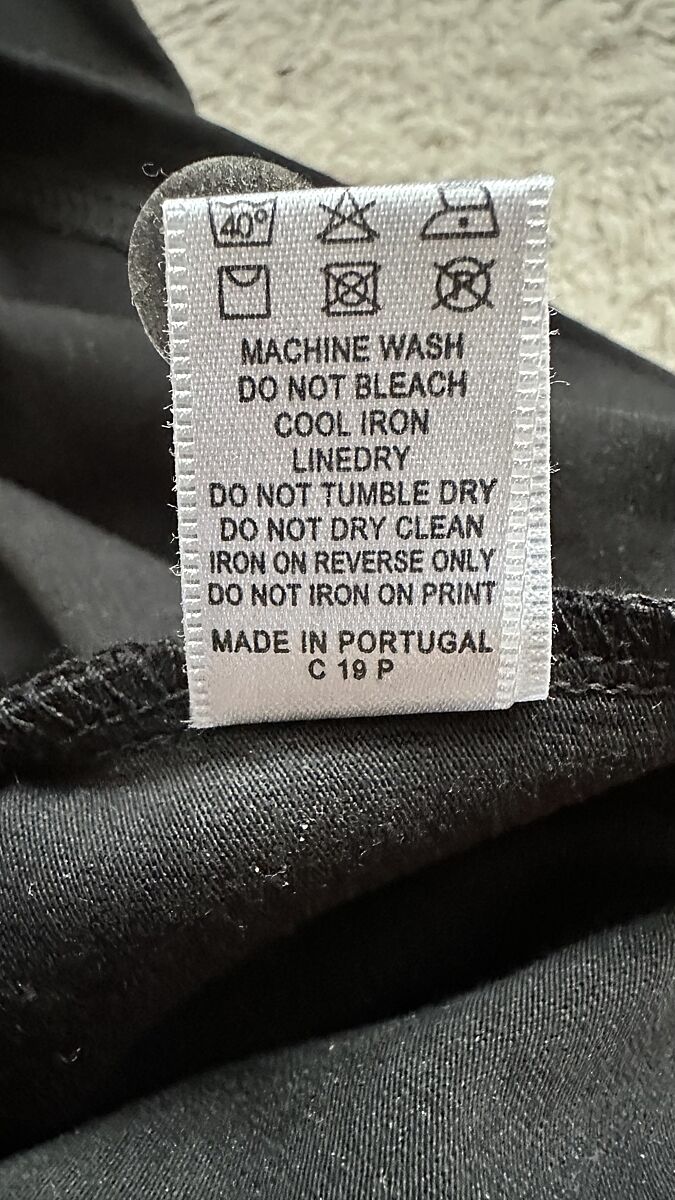 40°
R
MACHINE WASH
DO NOT BLEACH
COOL IRON
LINEDRY
DO NOT TUMBLE DRY
DO NOT DRY CLEAN
IRON ON REVERSE ONLY
DO NOT IRON ON PRINT
MADE IN PORTUGAL
C 19 P